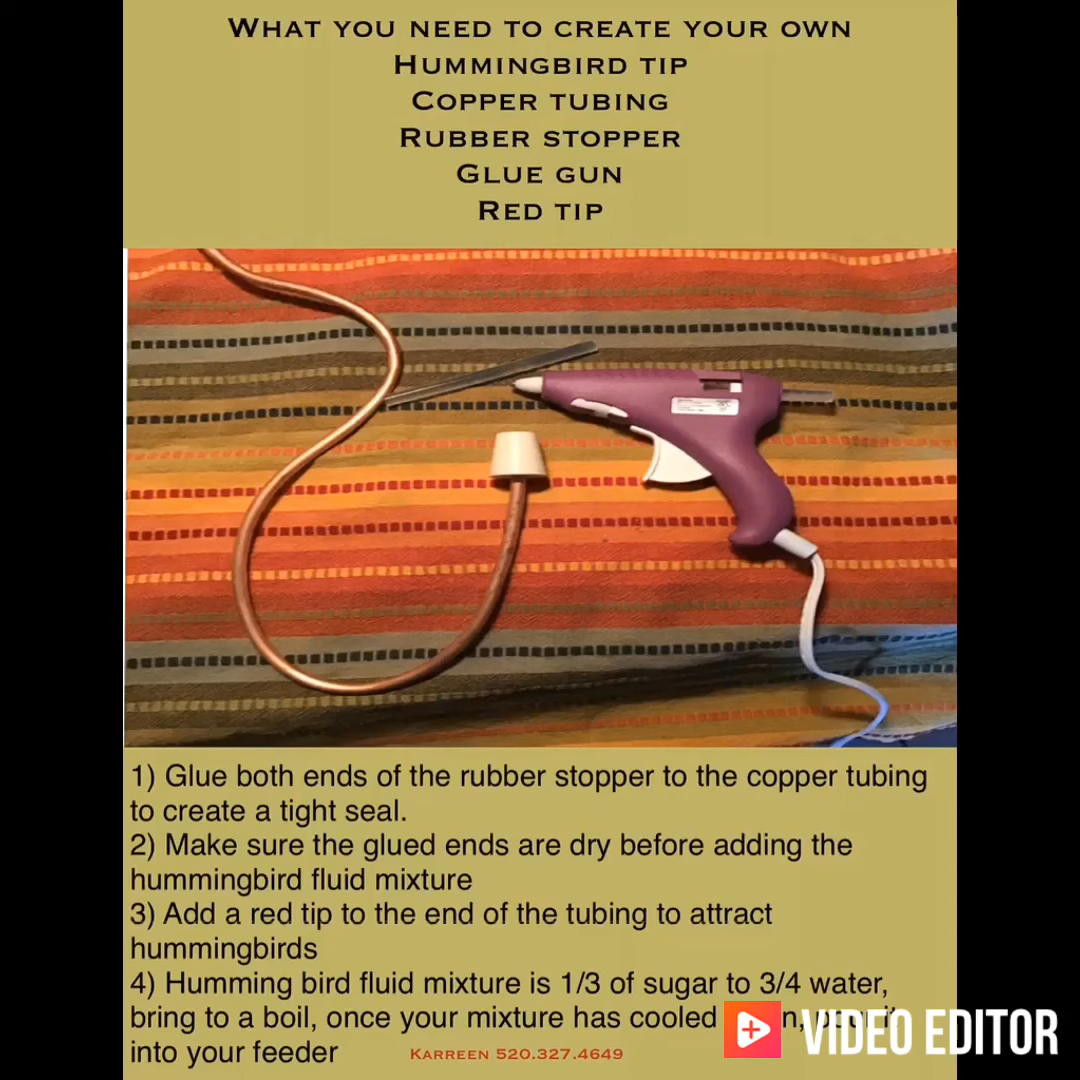 What you need to create your own
Hummingbird tip
Copper tubing
Rubber stopper
Glue gun
Red tip
1) Glue both ends of the rubber stopper to the copper tubing
to create a tight seal.
2) Make sure the glued ends are dry before adding the
hummingbird fluid mixture
3) Add a red tip to the end of the tubing to attract
hummingbirds
4) Humming bird fluid mixture is 1/3 of sugar to 3/4 water,
bring to a boil, once your mixture has cooled
into your feeder
Karreen 520.327.4649
VIDEO EDITOR